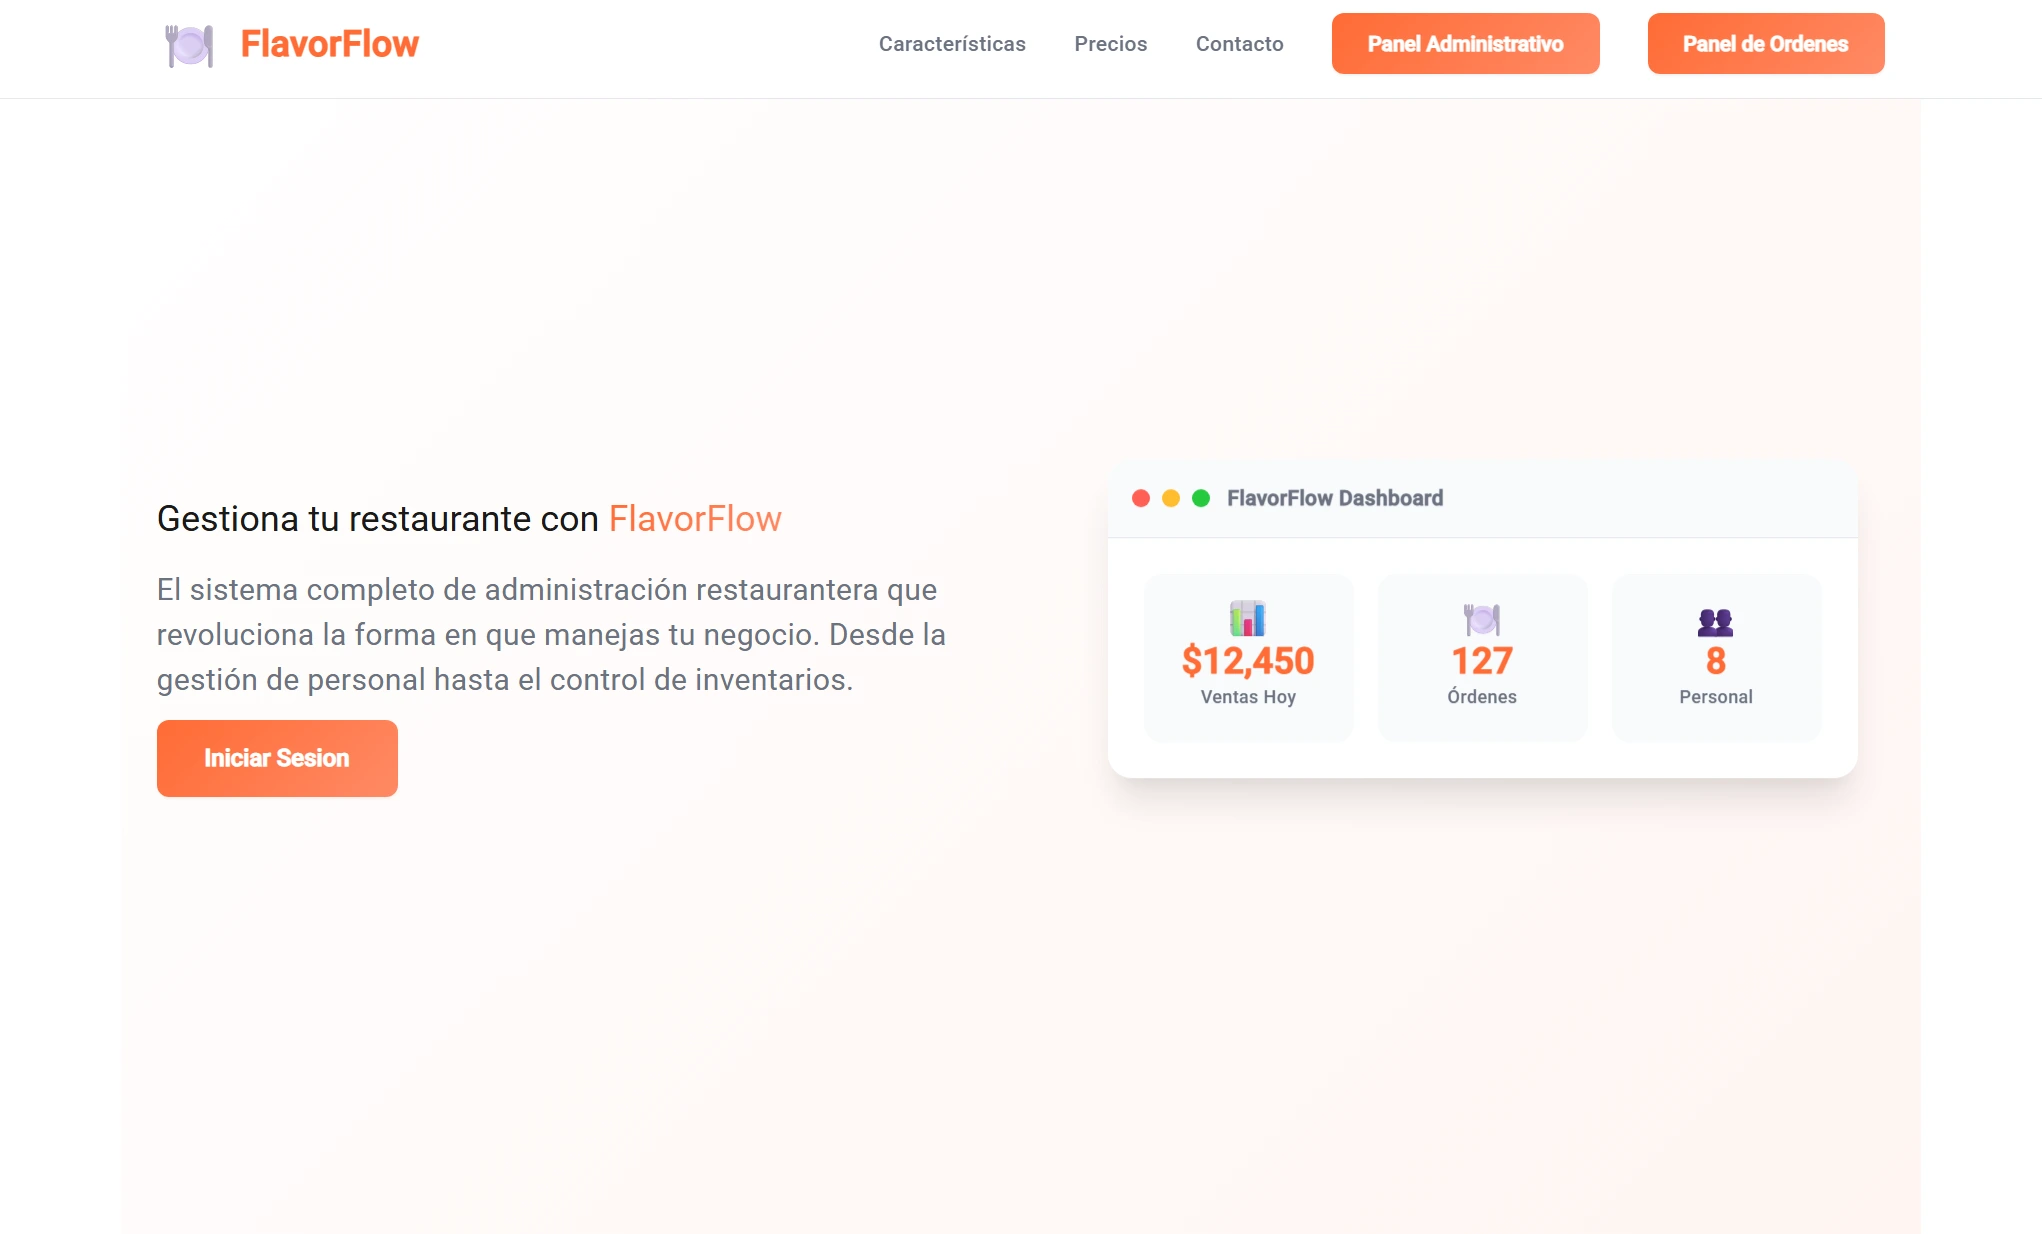 FlavorFlow
Características
Precios
Contacto
Panel Administrativo
Panel de Ordenes
Gestiona tu restaurante con FlavorFlow
El sistema completo de administración restaurantera que
revoluciona la forma en que manejas tu negocio. Desde la
gestión de personal hasta el control de inventarios.
Iniciar Sesion
FlavorFlow Dashboard
$12,450
Ventas Hoy
127
Órdenes
8
Personal